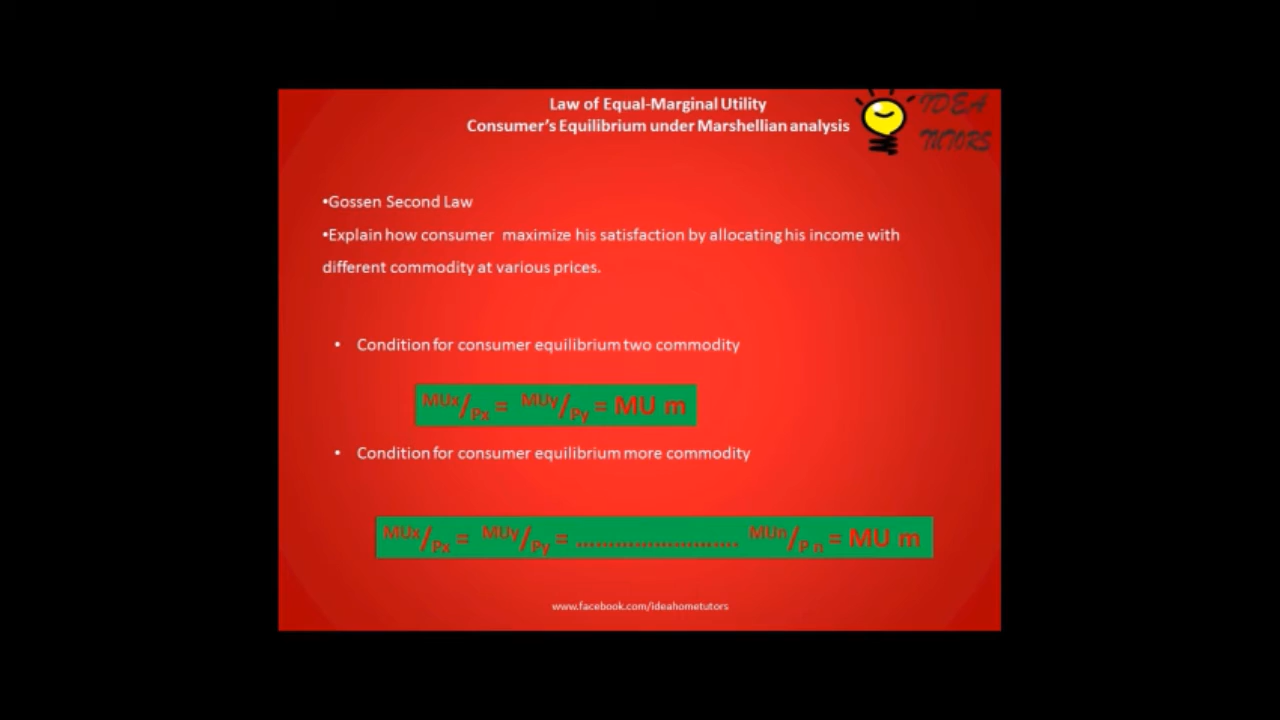 Law of Equal-Marginal Utility
Consumer's Equilibrium under Marshellian analysis
IDEA
TUTORS
•Gossen Second Law
•Explain how consumer maximize his satisfaction by allocating his income with
different commodity at various prices.
• Condition for consumer equilibrium two commodity
MUx/Px = MUy/Py = MU m
• Condition for consumer equilibrium more commodity
MUx/Px = MUy/Py = ........................ MUn/P n = MU m
www.facebook.com/ideahometutors